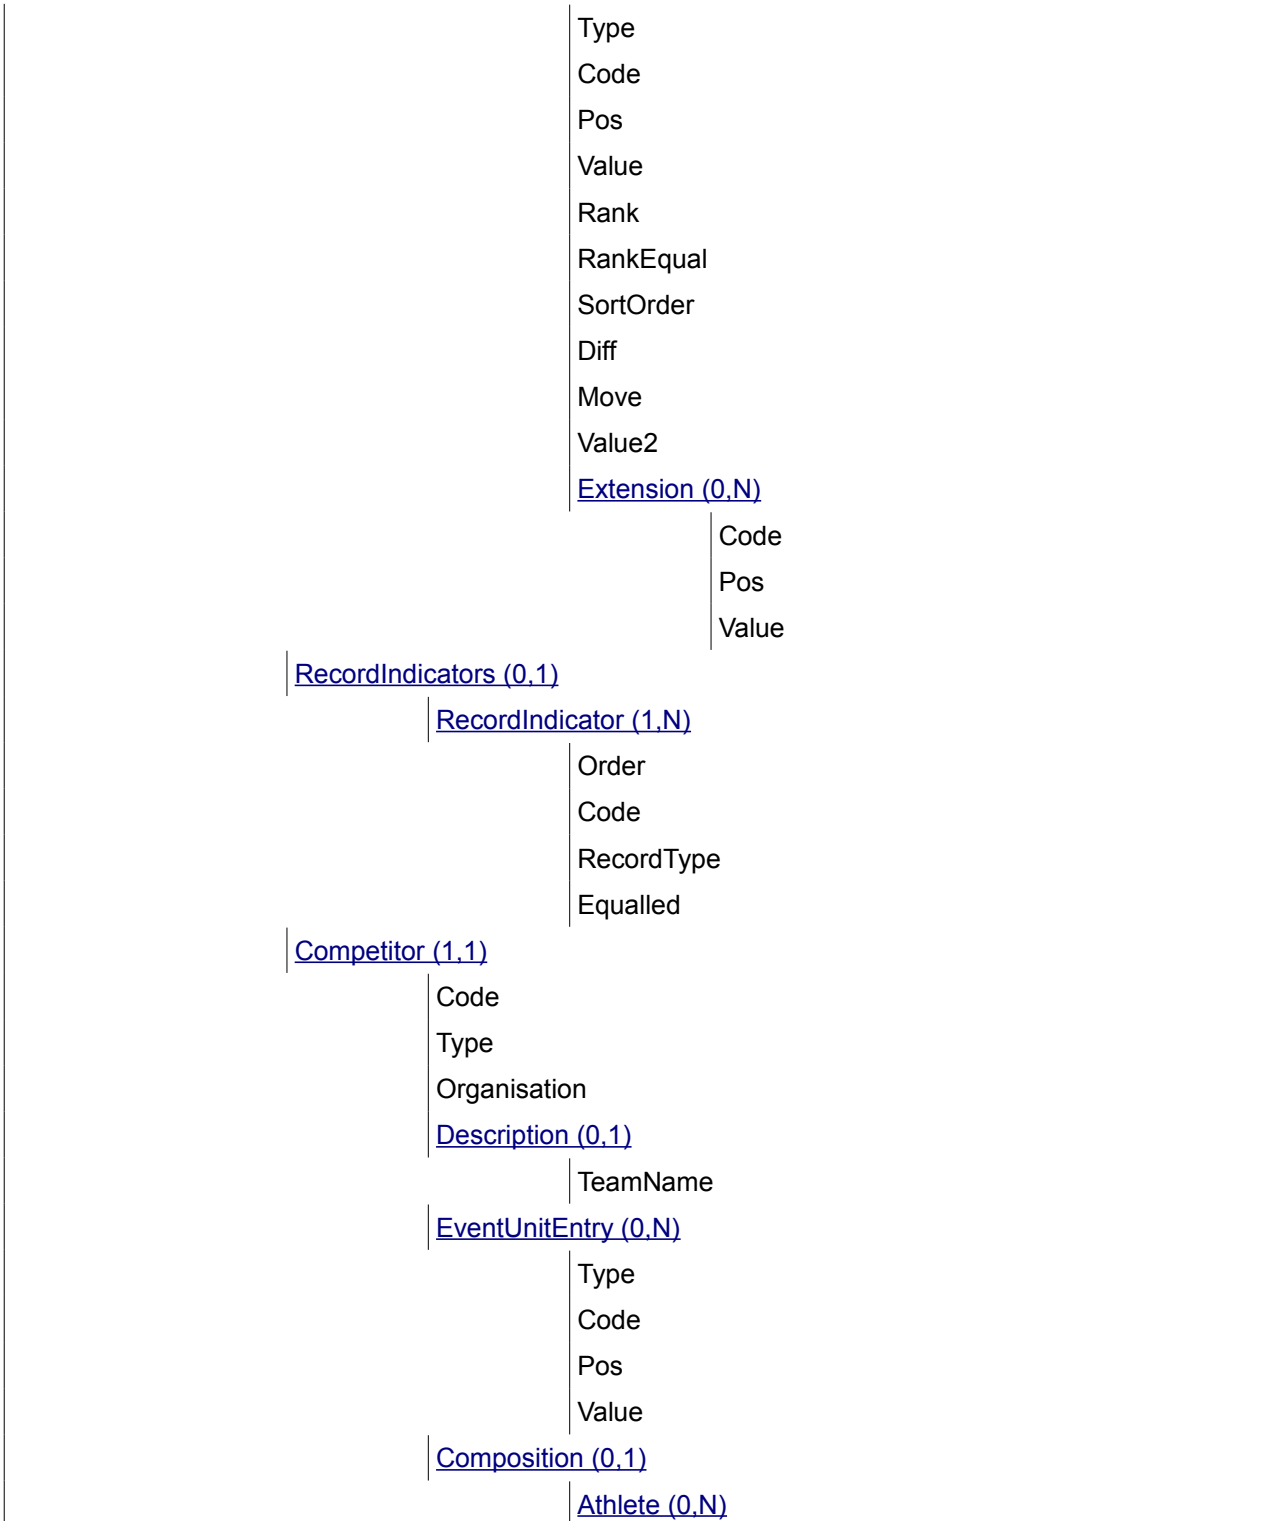 Type
Code
Pos
Value
Rank
RankEqual
SortOrder
Diff
Move
Value2
Extension (0,N)
Code
Pos
Value
RecordIndicators (0,1)
RecordIndicator (1,N)
Order
Code
RecordType
Equalled
Competitor (1,1)
Code
Type
Organisation
Description (0,1)
TeamName
EventUnitEntry (0,N)
Type
Code
Pos
Value
Composition (0,1)
Athlete (0,N)